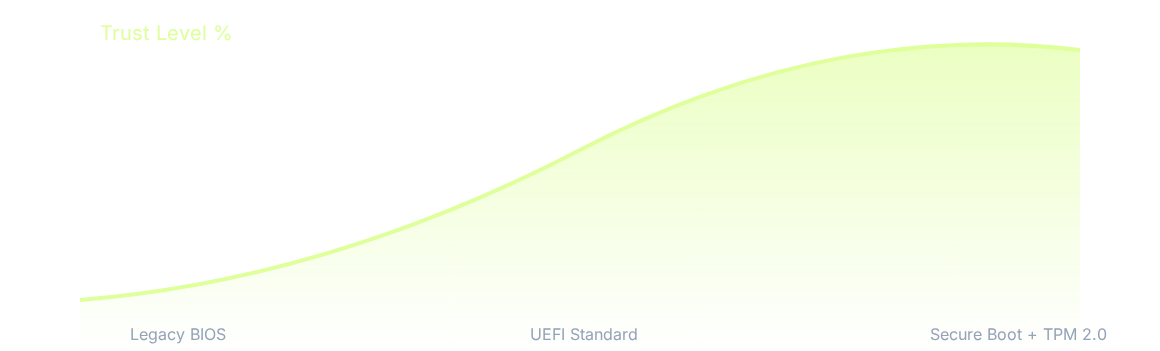 Trust Level %
Legacy BIOS
UEFI Standard
Secure Boot + TPM 2.0